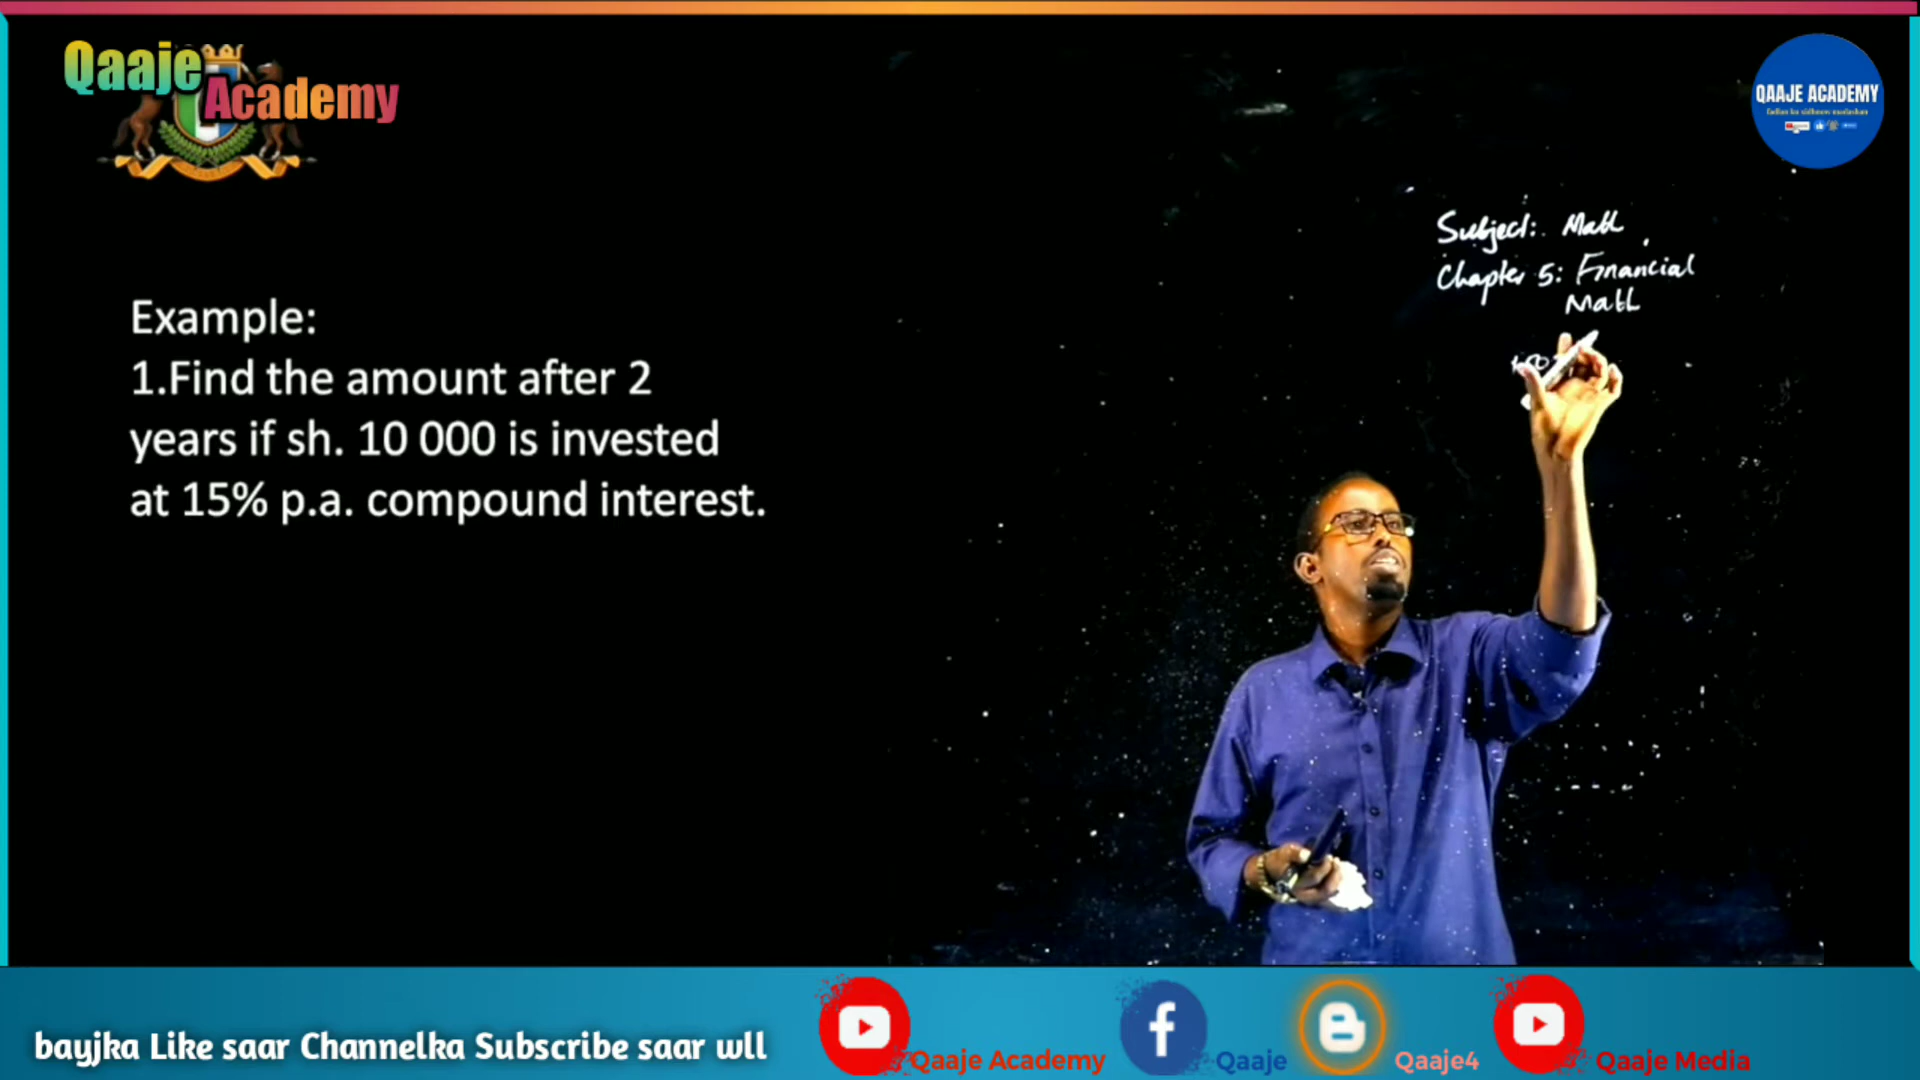 Qaaje
Academy
QAAJE ACADEMY
Subject: Math
Chapter 5: Financial
Math
Example:
1.Find the amount after 2
years if sh. 10 000 is invested
at 15% p.a. compound interest.
bayjka Like saar Channelka Subscribe saar wll
Qaaje Academy
Qaaje
Qaaje4
Qaaje Media